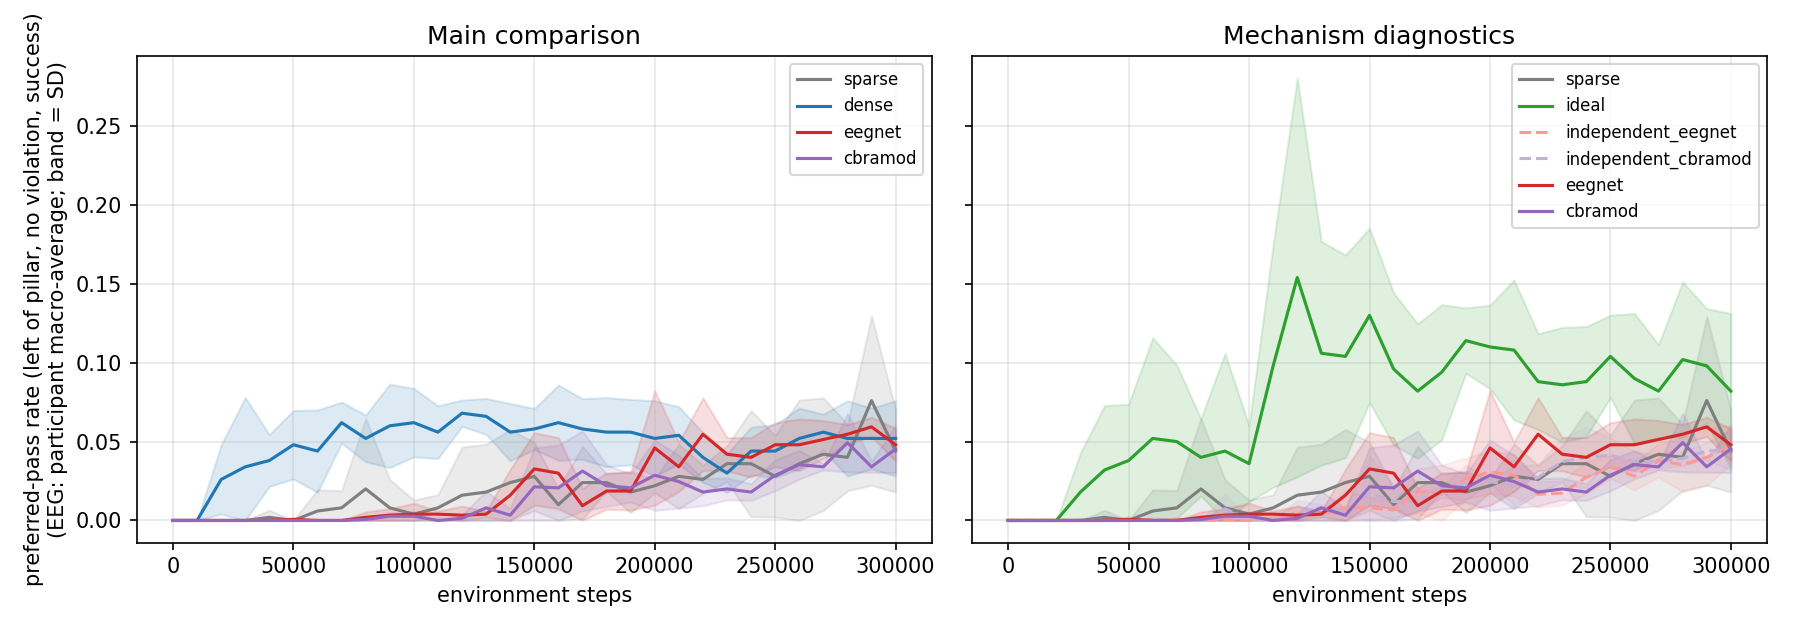 preferred-pass rate (left of pillar, no violation, success)
(EEG: participant macro-average; band = SD)
Main comparison
0.25
0.20
0.15
0.10
0.05
0.00
sparse
dense
eegnet
cbramod
0
50000
100000
150000
200000
250000
300000
environment steps
Mechanism diagnostics
sparse
ideal
independent_eegnet
independent_cbramod
eegnet
cbramod
0
50000
100000
150000
200000
250000
300000
environment steps